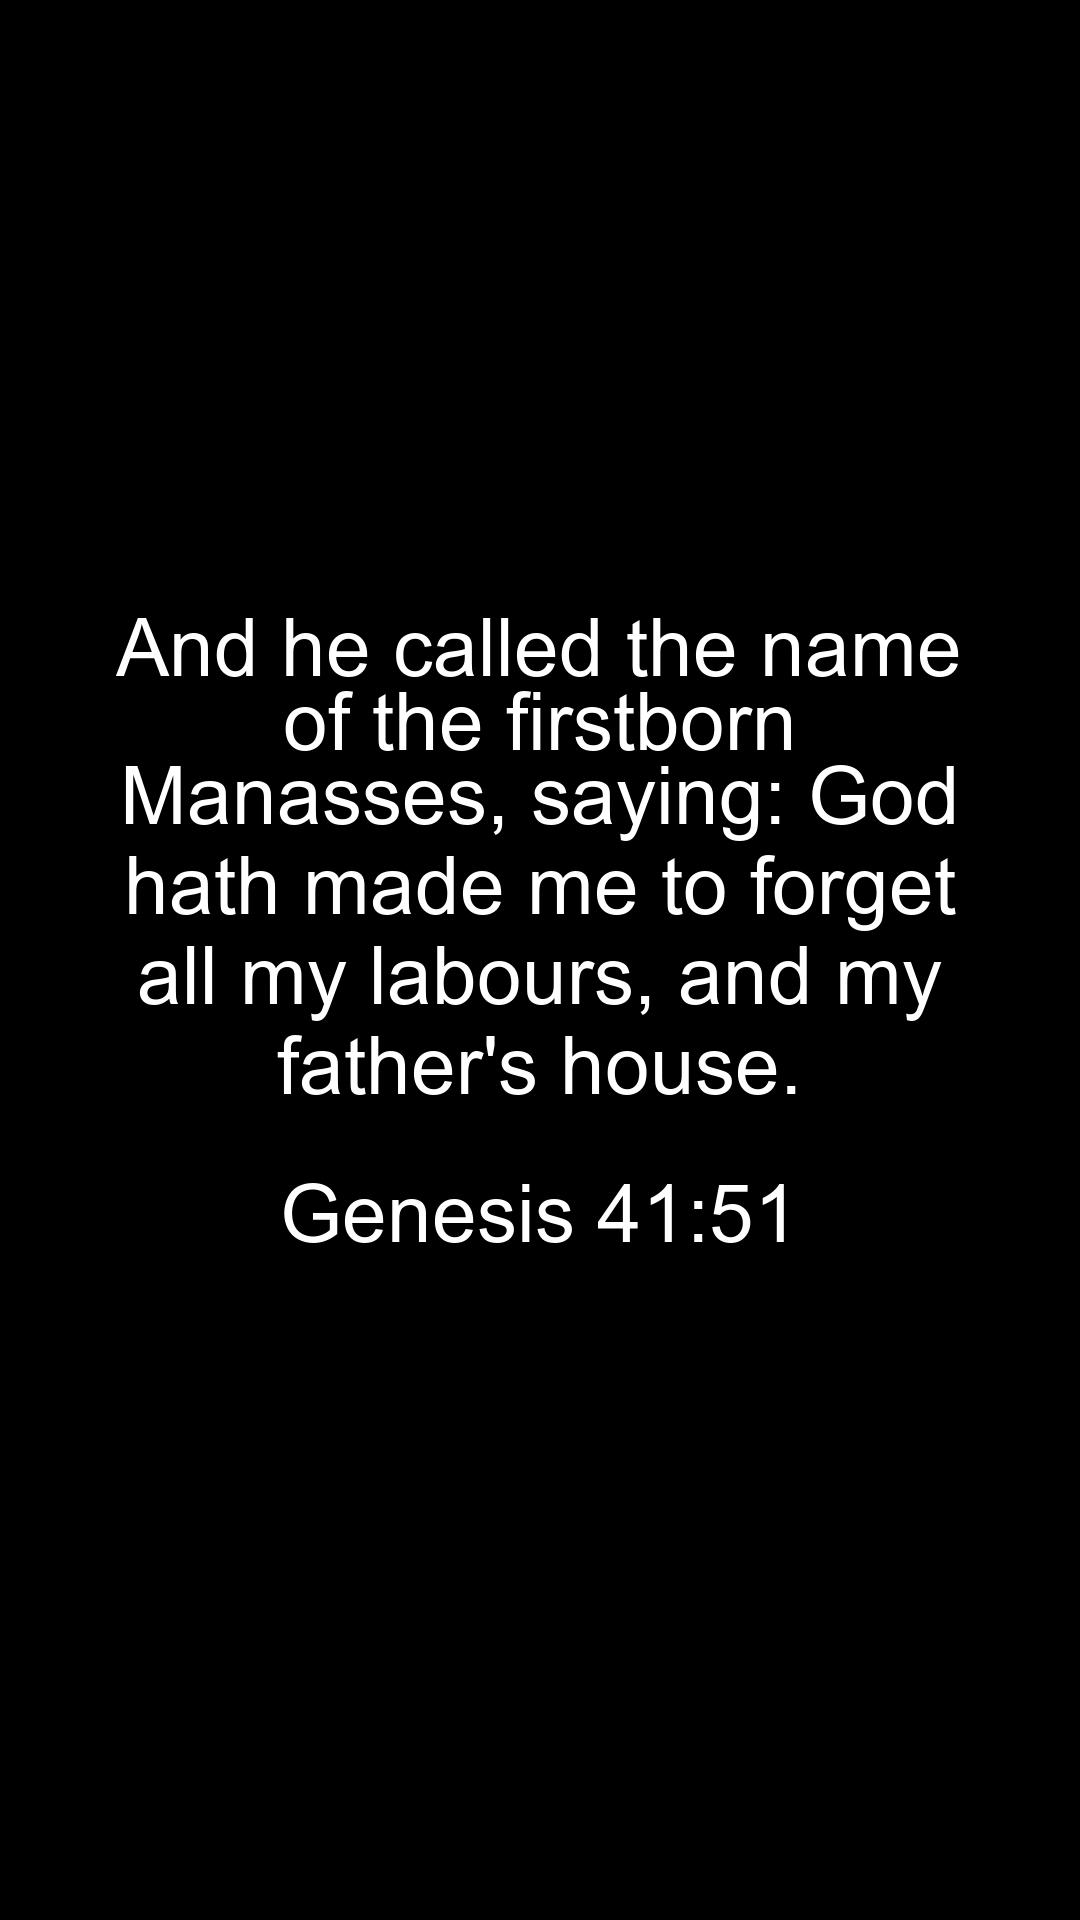 And he called the name
of the firstborn
Manasses, saying: God
hath made me to forget
all my labours, and my
father's house.
Genesis 41:51